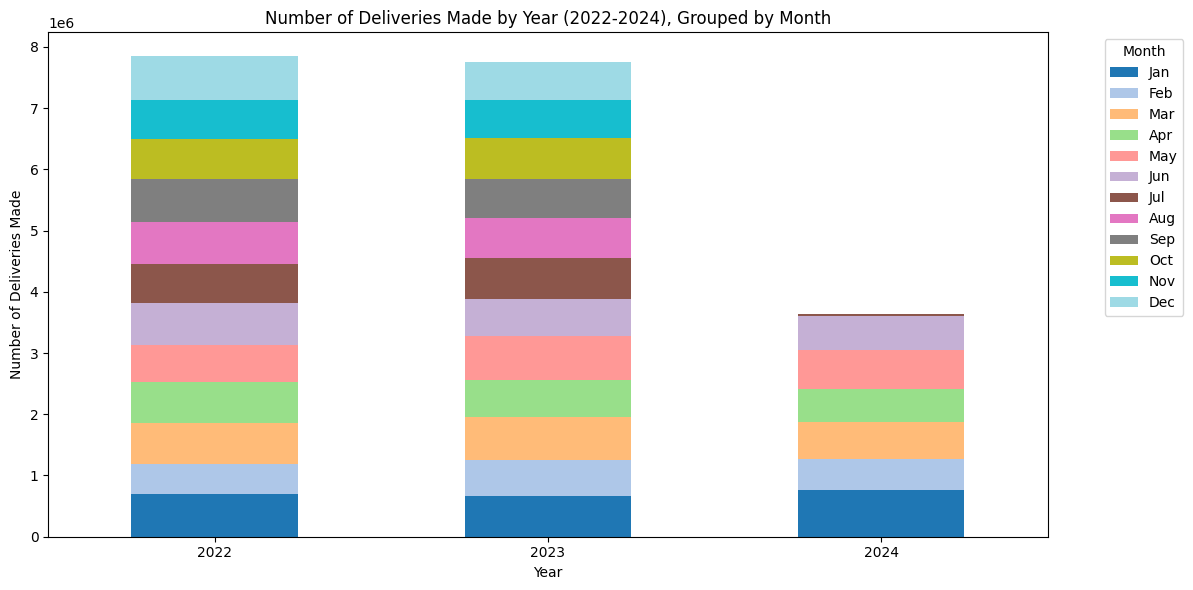 Number of Deliveries Made by Year (2022-2024), Grouped by Month
1e6
8
7
6
5
4
3
2
1
0
Number of Deliveries Made
2022
2023
2024
Year
Month
Jan
Feb
Mar
Apr
May
Jun
Jul
Aug
Sep
Oct
Nov
Dec